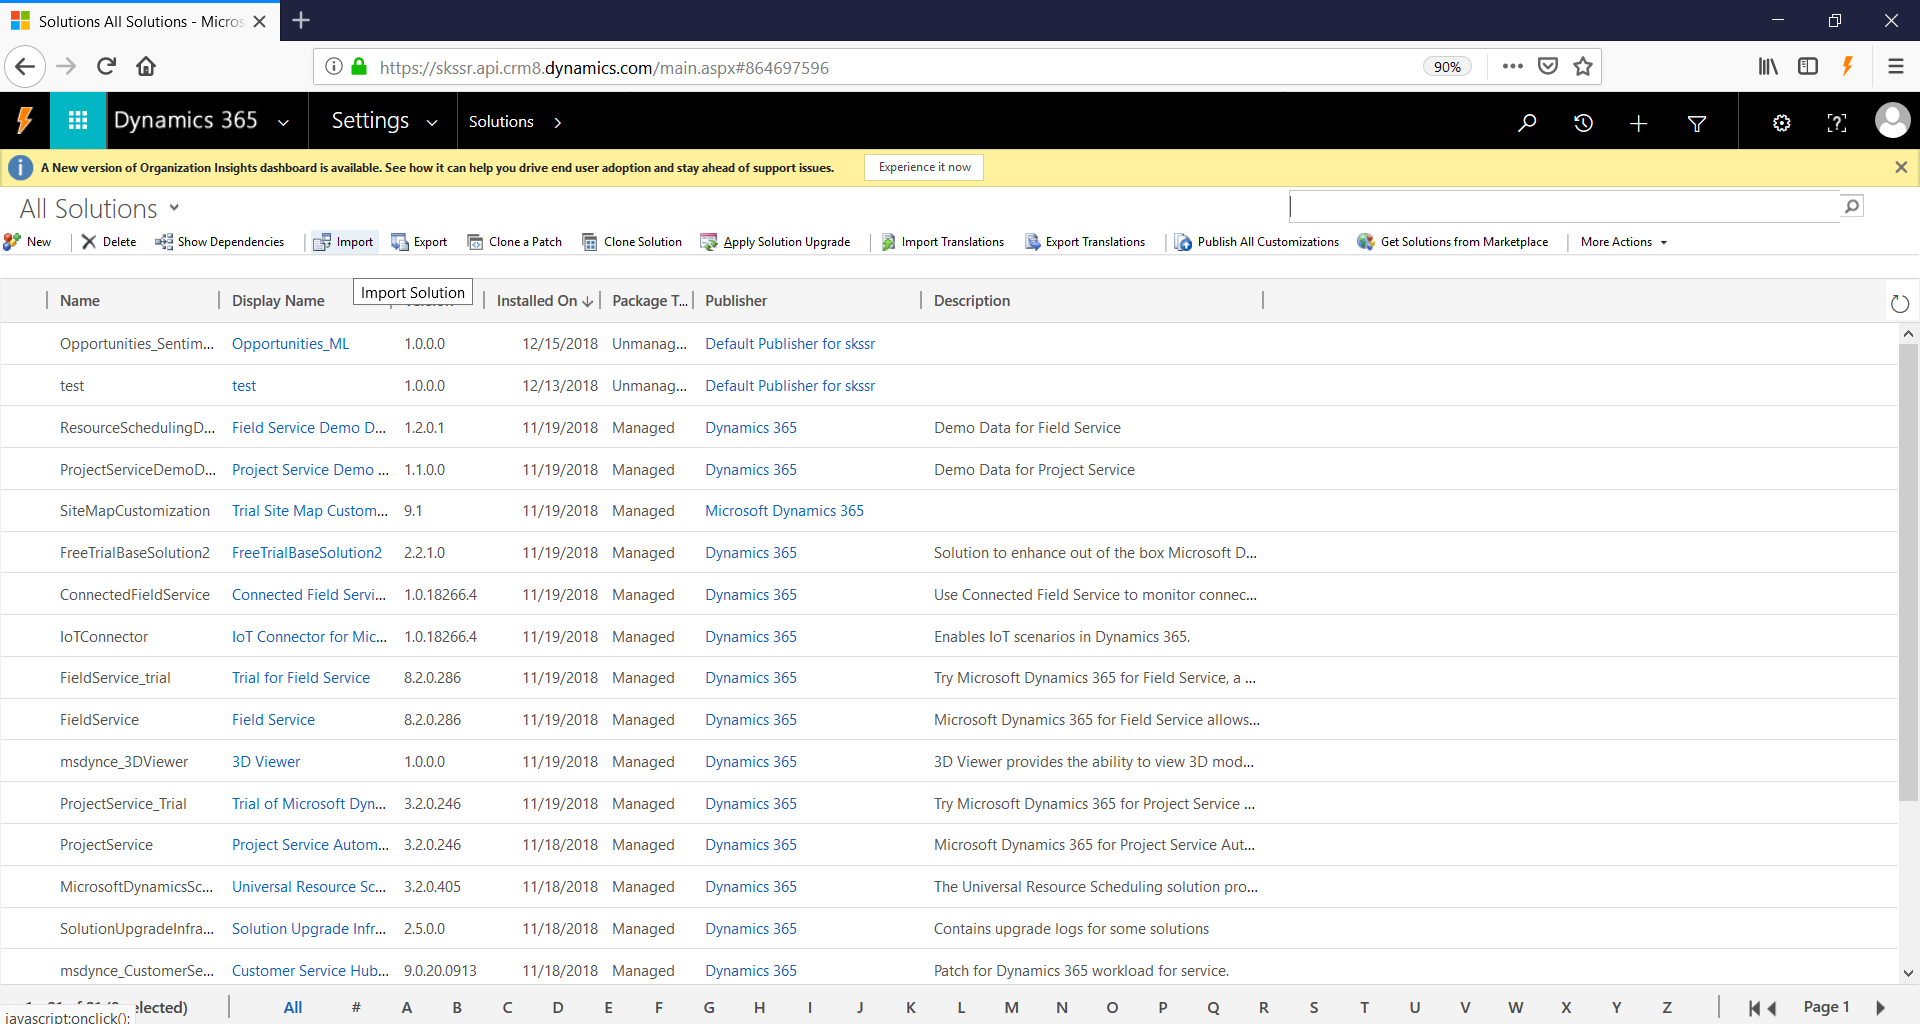 Solutions All Solutions - Micros
https://skssr.api.crm8.dynamics.com/main.aspx#864697596
90%
Dynamics 365
Settings
Solutions
A New version of Organization Insights dashboard is available. See how it can help you drive end user adoption and stay ahead of support issues.
Experience it now
All Solutions
New
Delete
Show Dependencies
Import
Export
Clone a Patch
Clone Solution
Apply Solution Upgrade
Import Translations
Export Translations
Publish All Customizations
Get Solutions from Marketplace
More Actions
Import Solution
Name Display Name Installed On Package T... Publisher Description
Opportunities_Sentim... Opportunities_ML 1.0.0.0 12/15/2018 Unmanag... Default Publisher for skssr
test test 1.0.0.0 12/13/2018 Unmanag... Default Publisher for skssr
ResourceSchedulingD... Field Service Demo D... 1.2.0.1 11/19/2018 Managed Dynamics 365 Demo Data for Field Service
ProjectServiceDemoD... Project Service Demo ... 1.1.0.0 11/19/2018 Managed Dynamics 365 Demo Data for Project Service
SiteMapCustomization Trial Site Map Custom... 9.1 11/19/2018 Managed Microsoft Dynamics 365
FreeTrialBaseSolution2 FreeTrialBaseSolution2 2.2.1.0 11/19/2018 Managed Dynamics 365 Solution to enhance out of the box Microsoft D...
ConnectedFieldService Connected Field Servi... 1.0.18266.4 11/19/2018 Managed Dynamics 365 Use Connected Field Service to monitor connec...
IoTConnector IoT Connector for Mic... 1.0.18266.4 11/19/2018 Managed Dynamics 365 Enables IoT scenarios in Dynamics 365.
FieldService_trial Trial for Field Service 8.2.0.286 11/19/2018 Managed Dynamics 365 Try Microsoft Dynamics 365 for Field Service, a ...
FieldService Field Service 8.2.0.286 11/19/2018 Managed Dynamics 365 Microsoft Dynamics 365 for Field Service allows...
msdynce_3DViewer 3D Viewer 1.0.0.0 11/19/2018 Managed Dynamics 365 3D Viewer provides the ability to view 3D mod...
ProjectService_Trial Trial of Microsoft Dyn... 3.2.0.246 11/19/2018 Managed Dynamics 365 Try Microsoft Dynamics 365 for Project Service ...
ProjectService Project Service Autom... 3.2.0.246 11/18/2018 Managed Dynamics 365 Microsoft Dynamics 365 for Project Service Aut...
MicrosoftDynamicsSc... Universal Resource Sc... 3.2.0.405 11/18/2018 Managed Dynamics 365 The Universal Resource Scheduling solution pro...
SolutionUpgradeInfra... Solution Upgrade Infr... 2.5.0.0 11/18/2018 Managed Dynamics 365 Contains upgrade logs for some solutions
msdynce_CustomerSe... Customer Service Hub... 9.0.20.0913 11/18/2018 Managed Dynamics 365 Patch for Dynamics 365 workload for service.
elected) All # A B C D E F G H I J K L M N O P Q R S T U V W X Y Z Page 1
javascript:onclick();